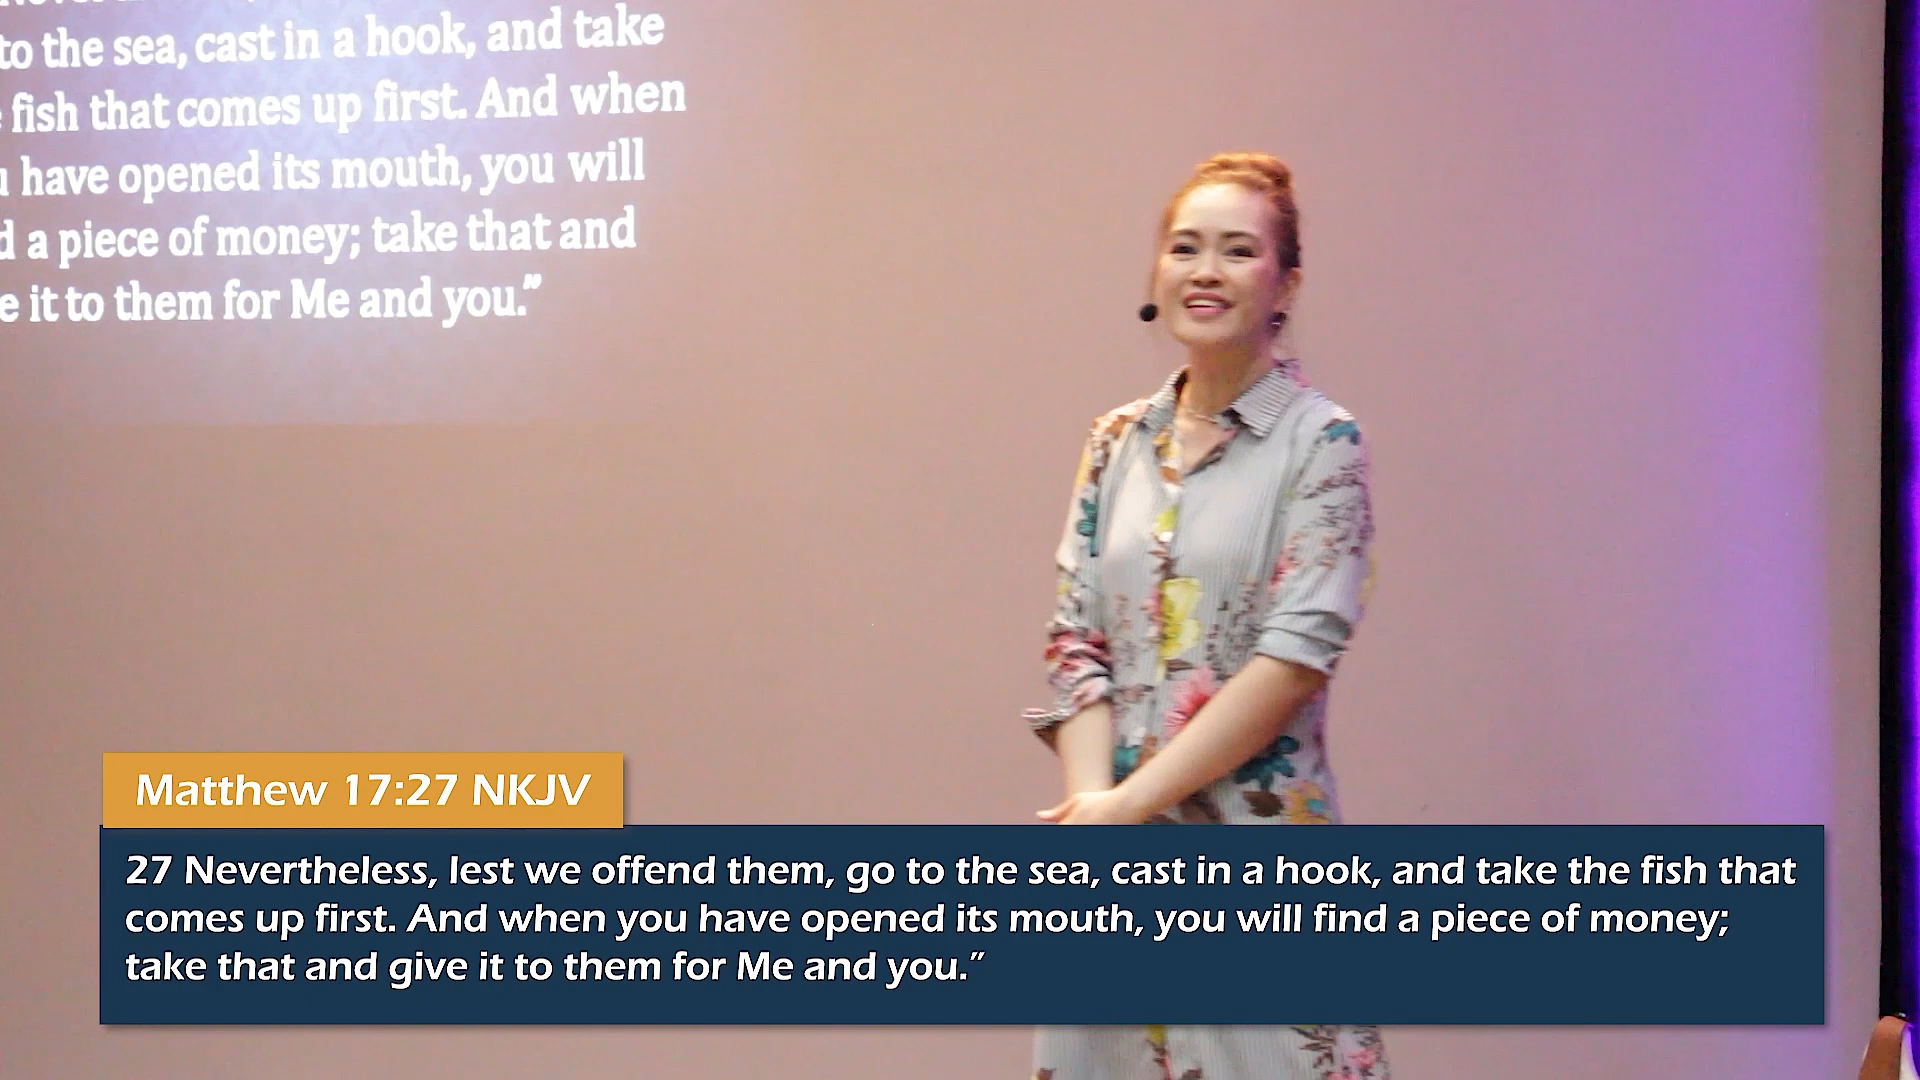 to the sea, cast in a hook, and take
fish that comes up first. And when
have opened its mouth, you will
a piece of money; take that and
it to them for Me and you.”
Matthew 17:27 NKJV
27 Nevertheless, lest we offend them, go to the sea, cast in a hook, and take the fish that
comes up first. And when you have opened its mouth, you will find a piece of money;
take that and give it to them for Me and you.”